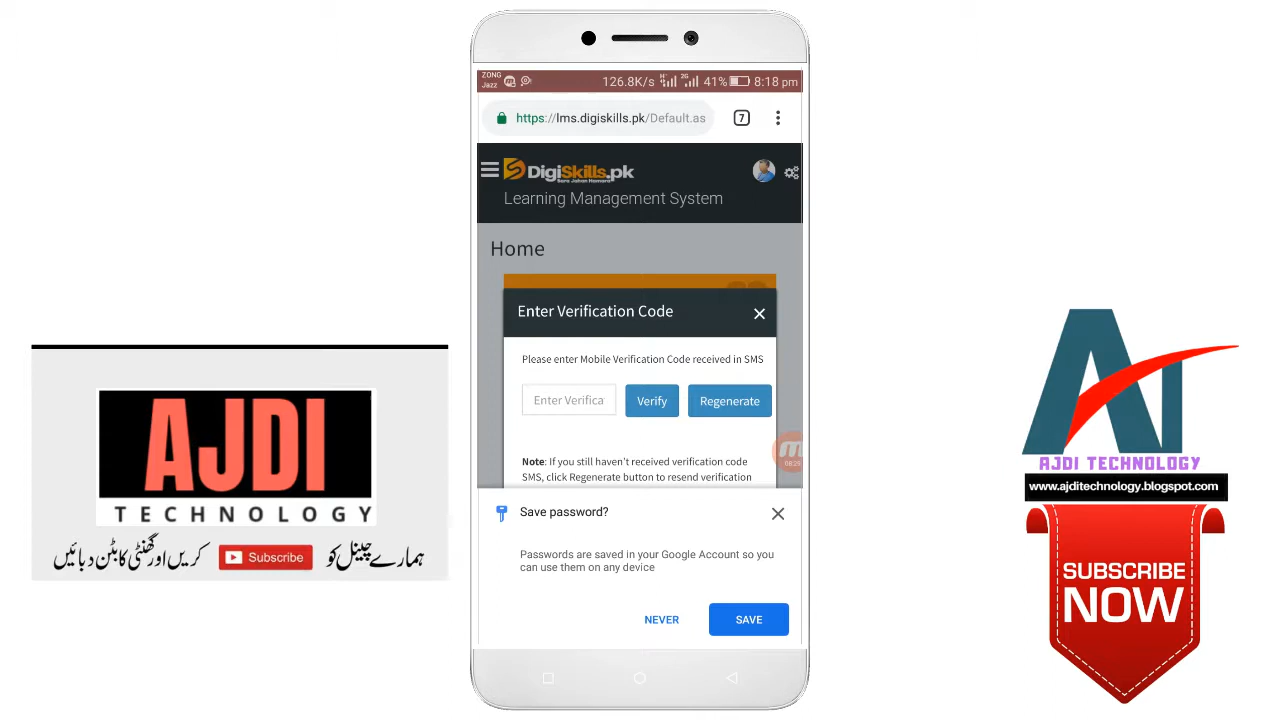 AJDI
TECHNOLOGY
ہمارے چینل کو Subscribe کریں اور گھنٹی کا بٹن دبائیں
ZONG
Jazz
126.8K/s 2G 41% 8:18 pm
https://lms.digiskills.pk/Default.as 7
DigiSkills.pk
Learning Management System
Home
Enter Verification Code
Please enter Mobile Verification Code received in SMS
Enter Verifica Verify Regenerate
Note: If you still haven't received verification code
SMS, click Regenerate button to resend verification
Save password?
Passwords are saved in your Google Account so you
can use them on any device
NEVER SAVE
AJDI TECHNOLOGY
www.ajditechnology.blogspot.com
SUBSCRIBE
NOW